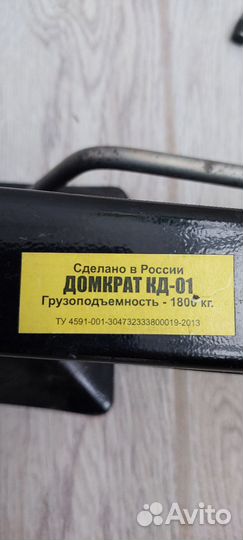 Сделано в России
ДОМКРАТ КД-01
Грузоподъемность - 1800 кг.
ТУ 4591-001-304732333800019-2013
Avito